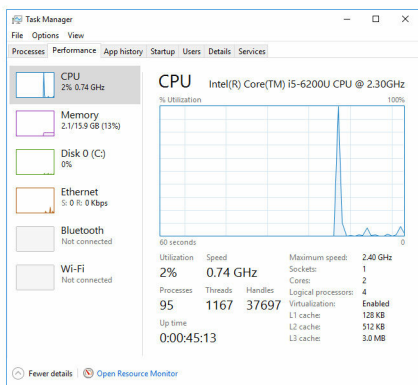 Task Manager
File Options View
Processes Performance App history Startup Users Details Services
CPU
2% 0.74 GHz
Memory
2.1/15.9 GB (13%)
Disk 0 (C:)
0%
Ethernet
S: 0 R: 0 Kbps
Bluetooth
Not connected
Wi-Fi
Not connected
CPU Intel(R) Core(TM) i5-6200U CPU @ 2.30GHz
% Utilization 100%
60 seconds 0
Utilization Speed
2% 0.74 GHz
Processes Threads Handles
95 1167 37697
Up time
0:00:45:13
Maximum speed: 2.40 GHz
Sockets: 1
Cores: 2
Logical processors: 4
Virtualization: Enabled
L1 cache: 128 KB
L2 cache: 512 KB
L3 cache: 3.0 MB
Fewer details Open Resource Monitor